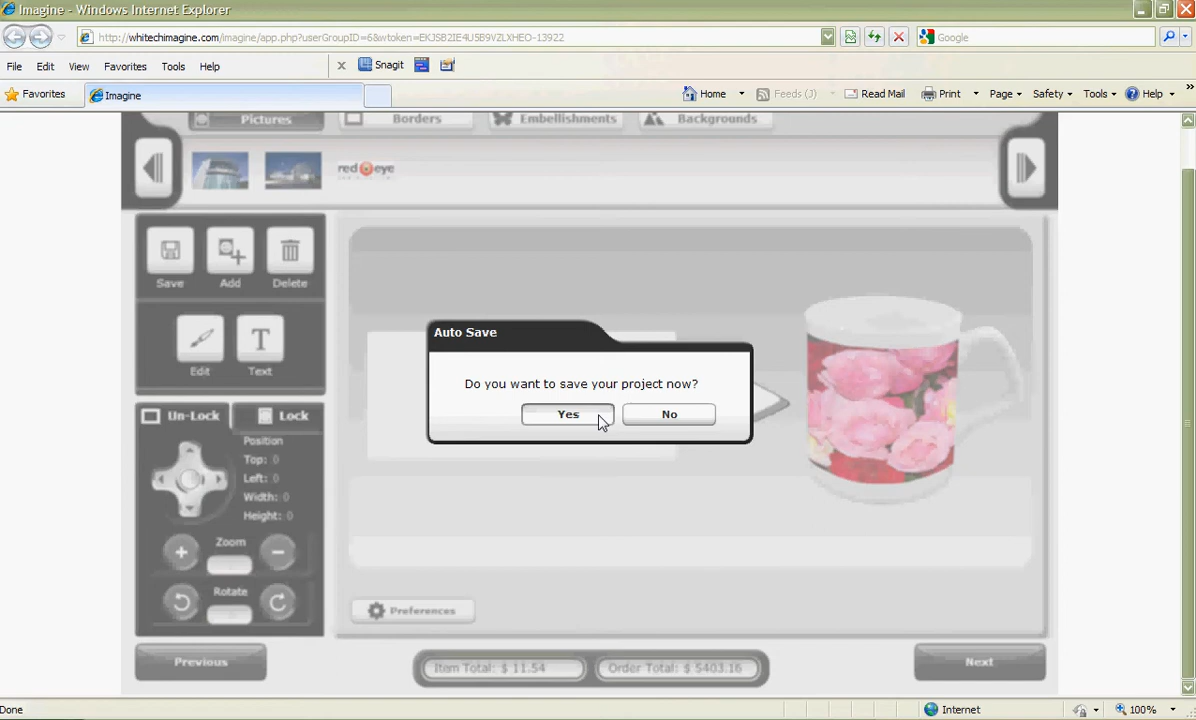 Imagine - Windows Internet Explorer
http://whitechimagine.com/imagine/app.php?userGroupID=6&wtoken=EKJSB2IE4U5B9VZLXHEO-13922
Google
File Edit View Favorites Tools Help
x Snagit
Favorites Imagine
Home Feeds (J) Read Mail Print Page Safety Tools Help »
Pictures Borders Embellishments Backgrounds
red eye
Save Add Delete
Edit Text
Un-Lock Lock
Position
Top: 0
Left: 0
Width: 0
Height: 0
Zoom
Rotate
Auto Save
Do you want to save your project now?
Yes No
Preferences
Previous Item Total: $ 11.54 Order Total: $ 5403.16 Next
Done Internet 100%